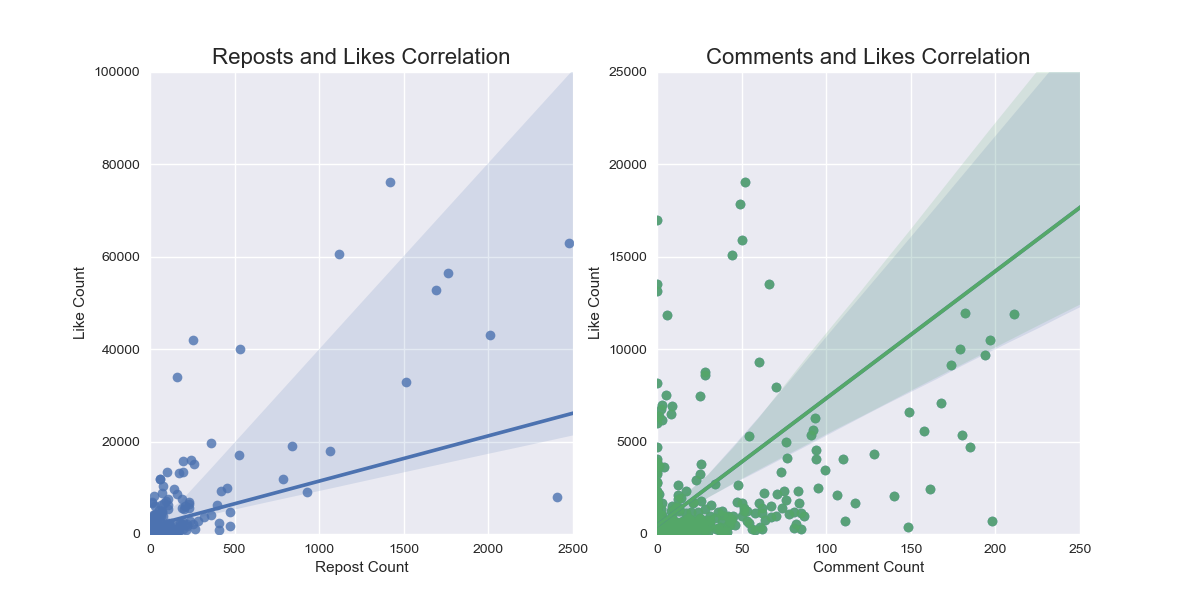 Reposts and Likes Correlation
100000
80000
60000
40000
20000
0
Like Count
0 500 1000 1500 2000 2500
Repost Count
Comments and Likes Correlation
25000
20000
15000
10000
5000
0
Like Count
0 50 100 150 200 250
Comment Count